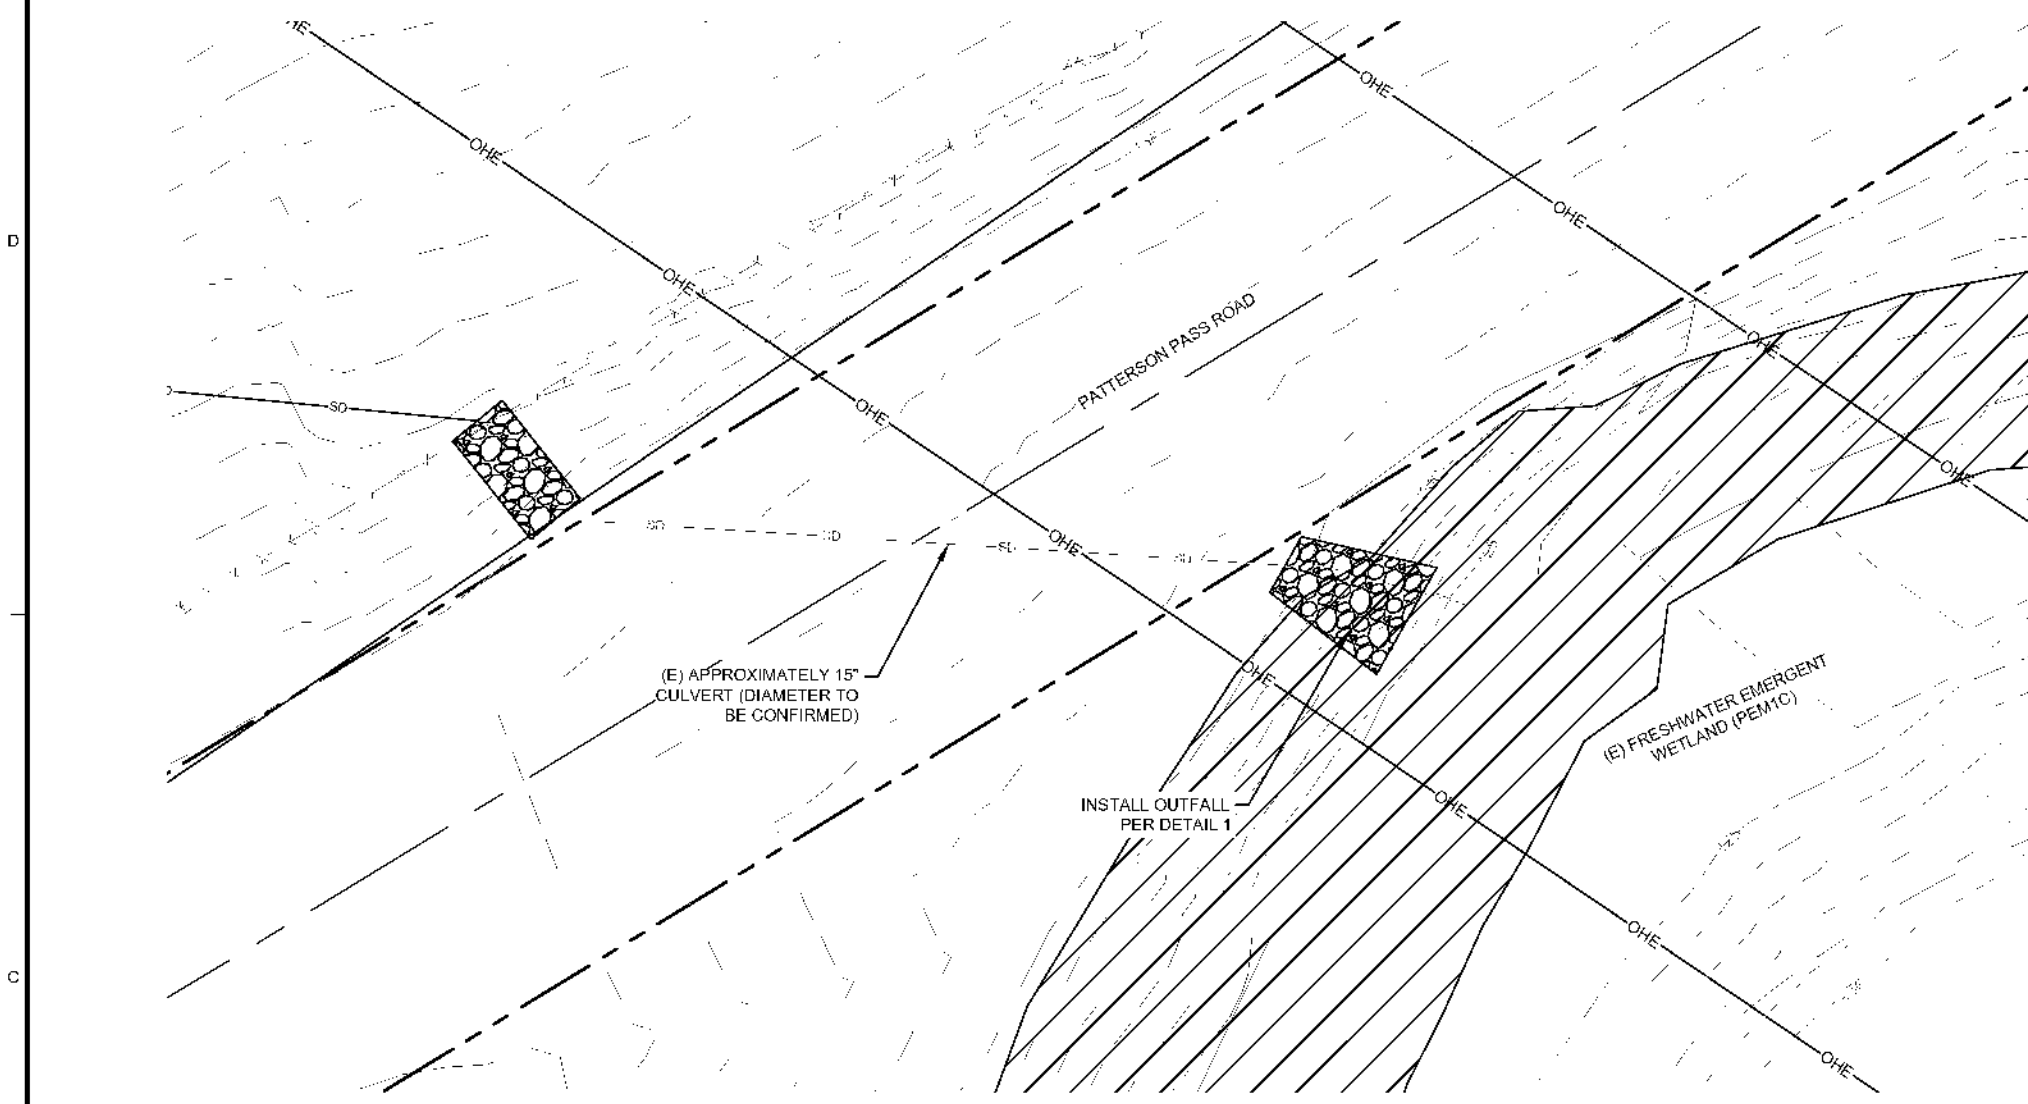 OHE
OHE
OHE
D
OHE
OHE
PATTERSON PASS ROAD
OHE
SD
OHE
OHE
SD
SD
OHE
SD
SD
(E) APPROXIMATELY 15"
CULVERT (DIAMETER TO
BE CONFIRMED)
OHE
(E) FRESHWATER EMERGENT
WETLAND (PEM1C)
INSTALL OUTFALL
PER DETAIL 1
OHE
OHE
C
OHE